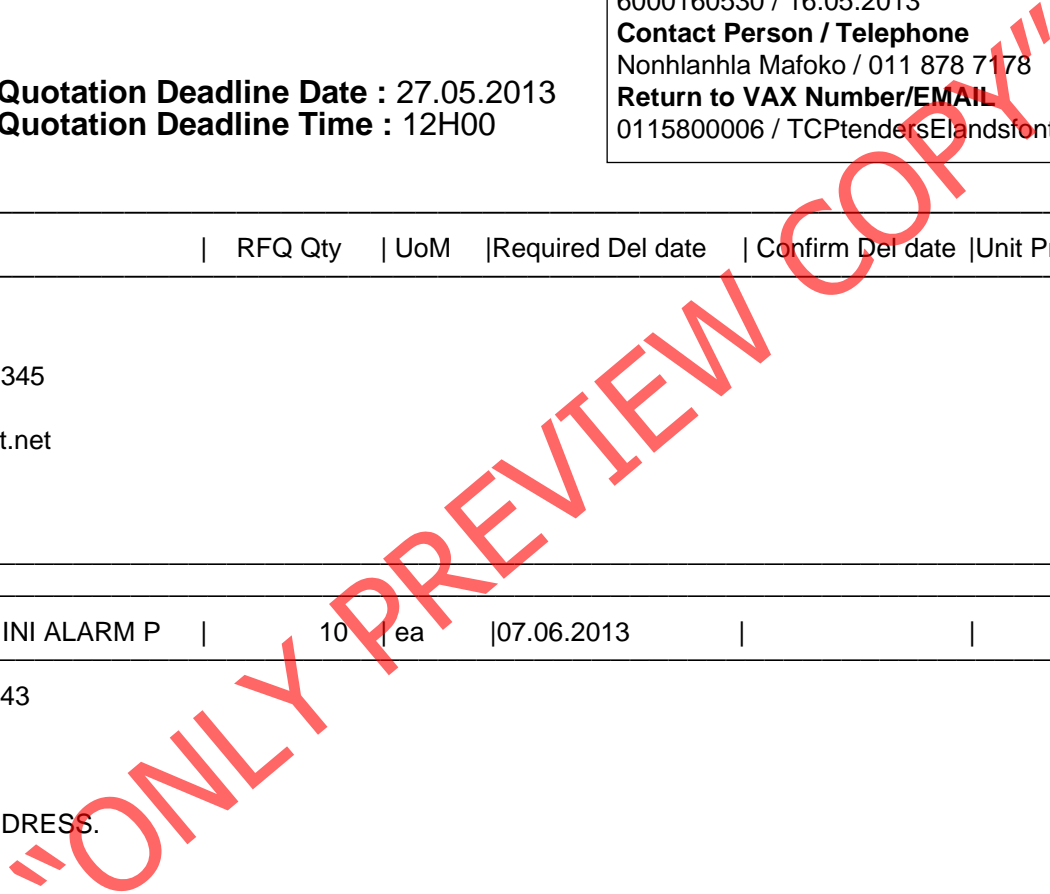 6000160530 / 16.05.2013
Contact Person / Telephone
Nonhlanhla Mafoko / 011 878 7178
Quotation Deadline Date : 27.05.2013
Return to VAX Number/EMAIL
Quotation Deadline Time : 12H00
0115800006 / TCPtendersElandsfont
| RFQ Qty | UoM |Required Del date | Confirm Del date |Unit Pr
345
t.net
INI ALARM P | 10 | ea |07.06.2013 | |
43
DRESS.
"ONLY PREVIEW COPY"